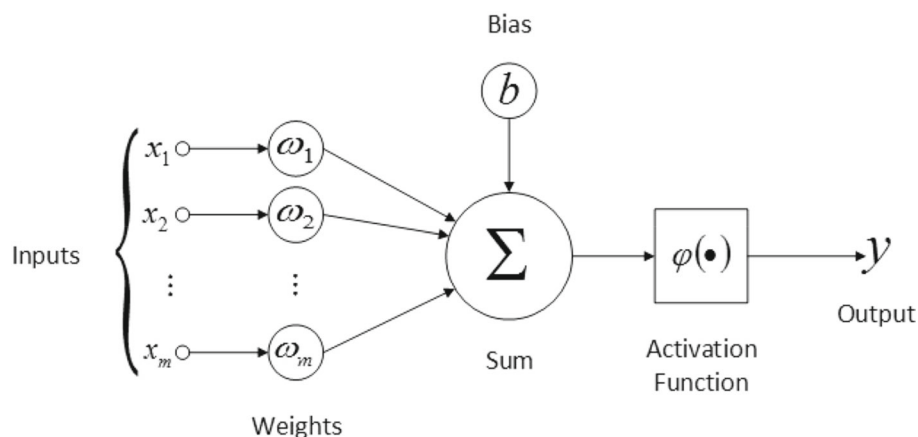 Bias
b
x₁
ω₁
x₂
ω₂
Inputs
Σ
φ(•)
y
⋮
⋮
Output
xₘ
ωₘ
Sum
Activation
Function
Weights